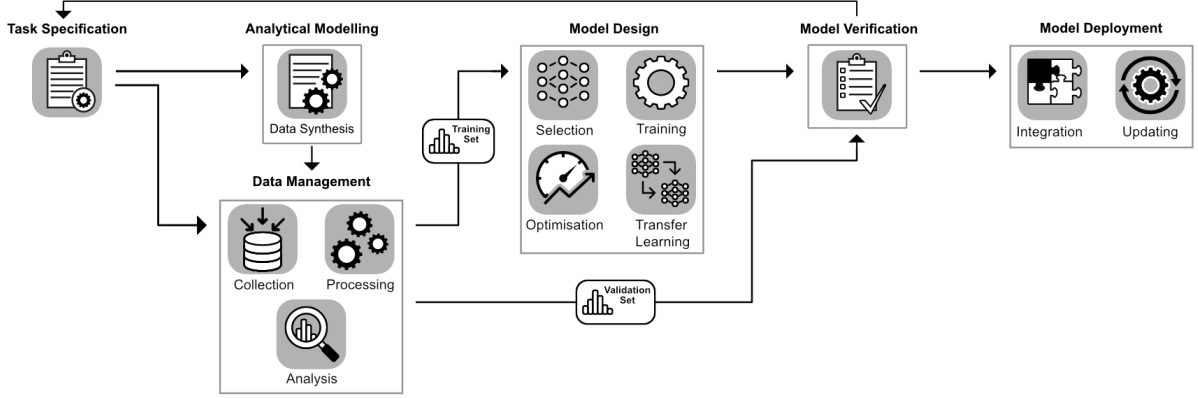 Task Specification
Analytical Modelling
Data Synthesis
Data Management
Collection
Processing
Analysis
Training
Set
Model Design
Selection
Training
Optimisation
Transfer
Learning
Validation
Set
Model Verification
Model Deployment
Integration
Updating